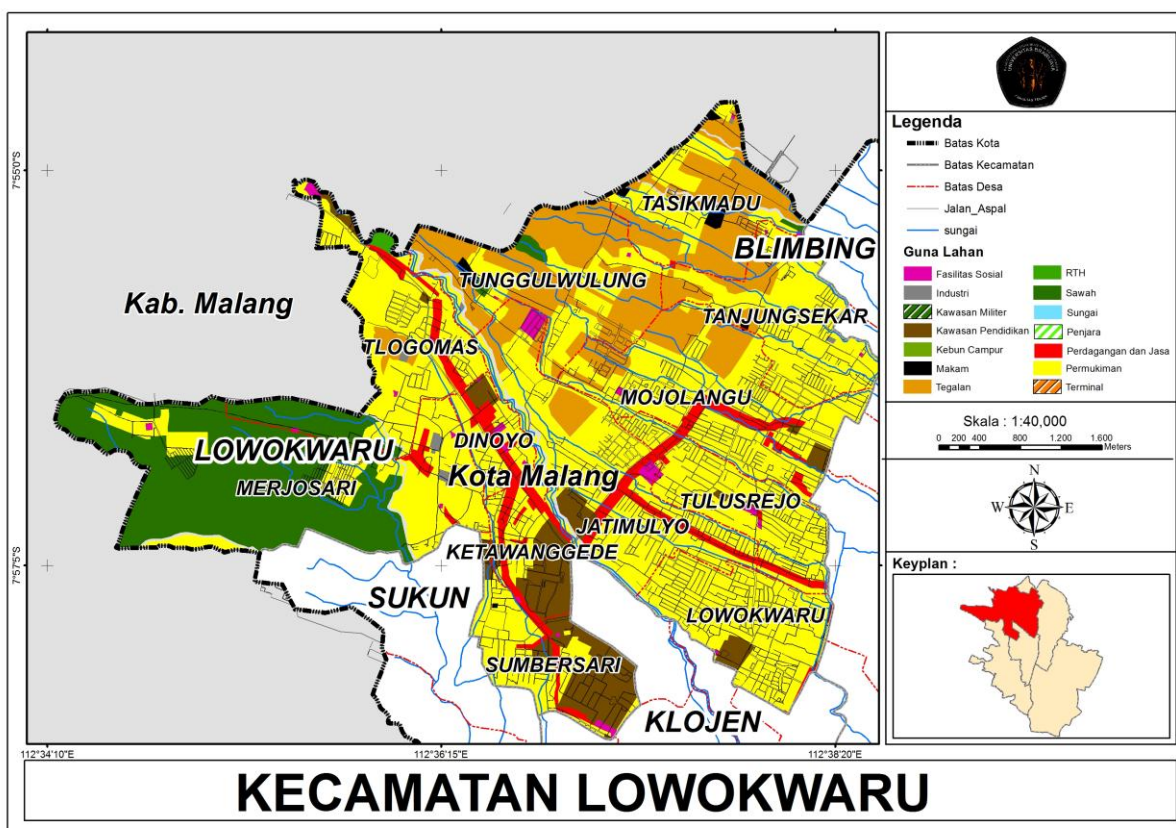 TASIKMADU
BLIMBING
TUNGGULWULUNG
Kab. Malang
TANJUNGSEKAR
TLOGOMAS
MOJOLANGU
LOWOKWARU
DINOYO
Kota Malang
MERJOSARI
TULUSREJO
JATIMULYO
KETAWANGGEDE
SUKUN
LOWOKWARU
SUMBERSARI
KLOJEN
7°55'0"S
7°57'5"S
112°34'10"E
112°36'15"E
112°38'20"E
UNIVERSITAS BRAWIJAYA
Legenda
Batas Kota
Batas Kecamatan
Batas Desa
Jalan_Aspal
sungai
Guna Lahan
Fasilitas Sosial
Industri
Kawasan Militer
Kawasan Pendidikan
Kebun Campur
Makam
Tegalan
RTH
Sawah
Sungai
Penjara
Perdagangan dan Jasa
Permukiman
Terminal
Skala : 1:40,000
0 200 400 800 1.200 1.600
Meters
N
W E
S
Keyplan :
KECAMATAN LOWOKWARU